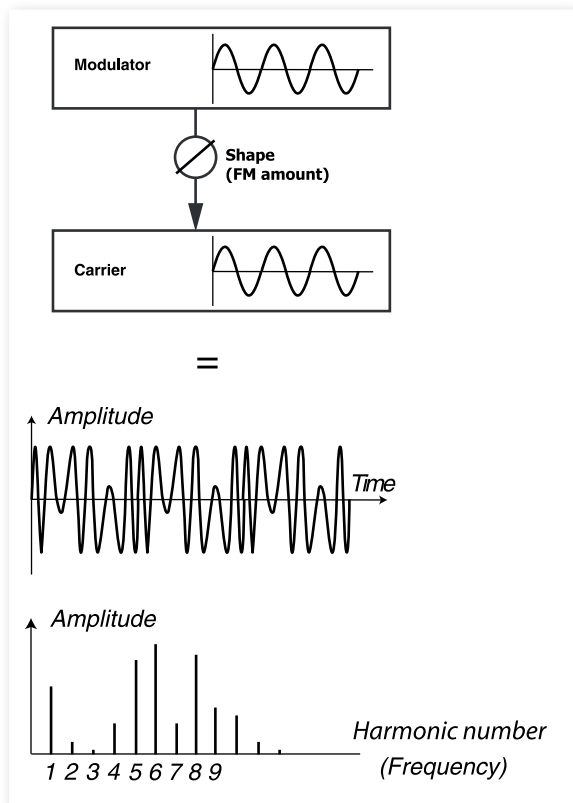 Modulator
Shape
(FM amount)
Carrier
=
Amplitude
Time
Amplitude
1 2 3 4 5 6 7 8 9
Harmonic number
(Frequency)